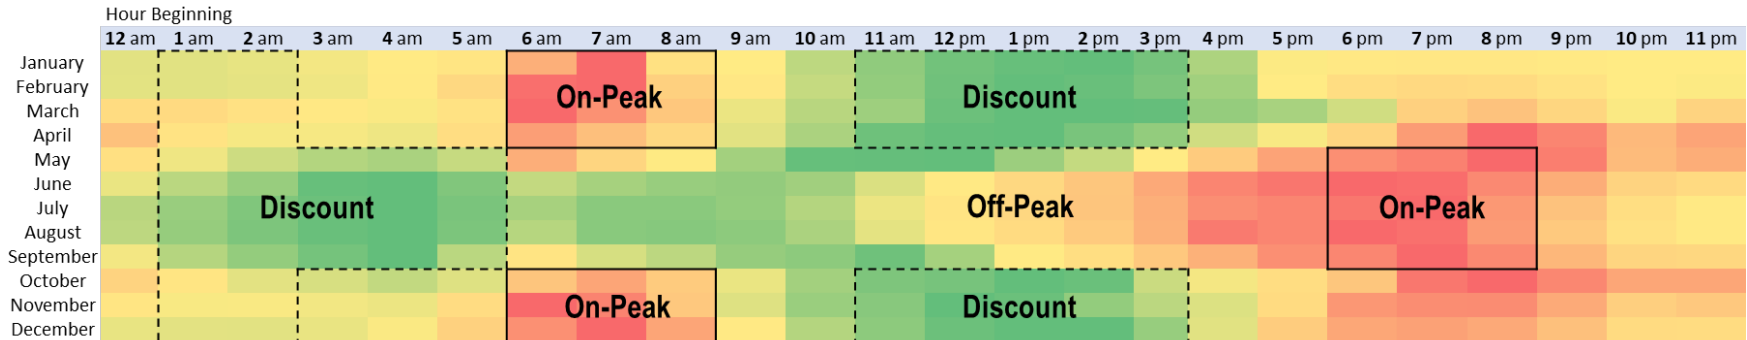 Hour Beginning
12 am 1 am 2 am 3 am 4 am 5 am 6 am 7 am 8 am 9 am 10 am 11 am 12 pm 1 pm 2 pm 3 pm 4 pm 5 pm 6 pm 7 pm 8 pm 9 pm 10 pm 11 pm
January
February
On-Peak Discount
March
April
May
June
July
Discount Off-Peak On-Peak
August
September
October
November
On-Peak Discount
December